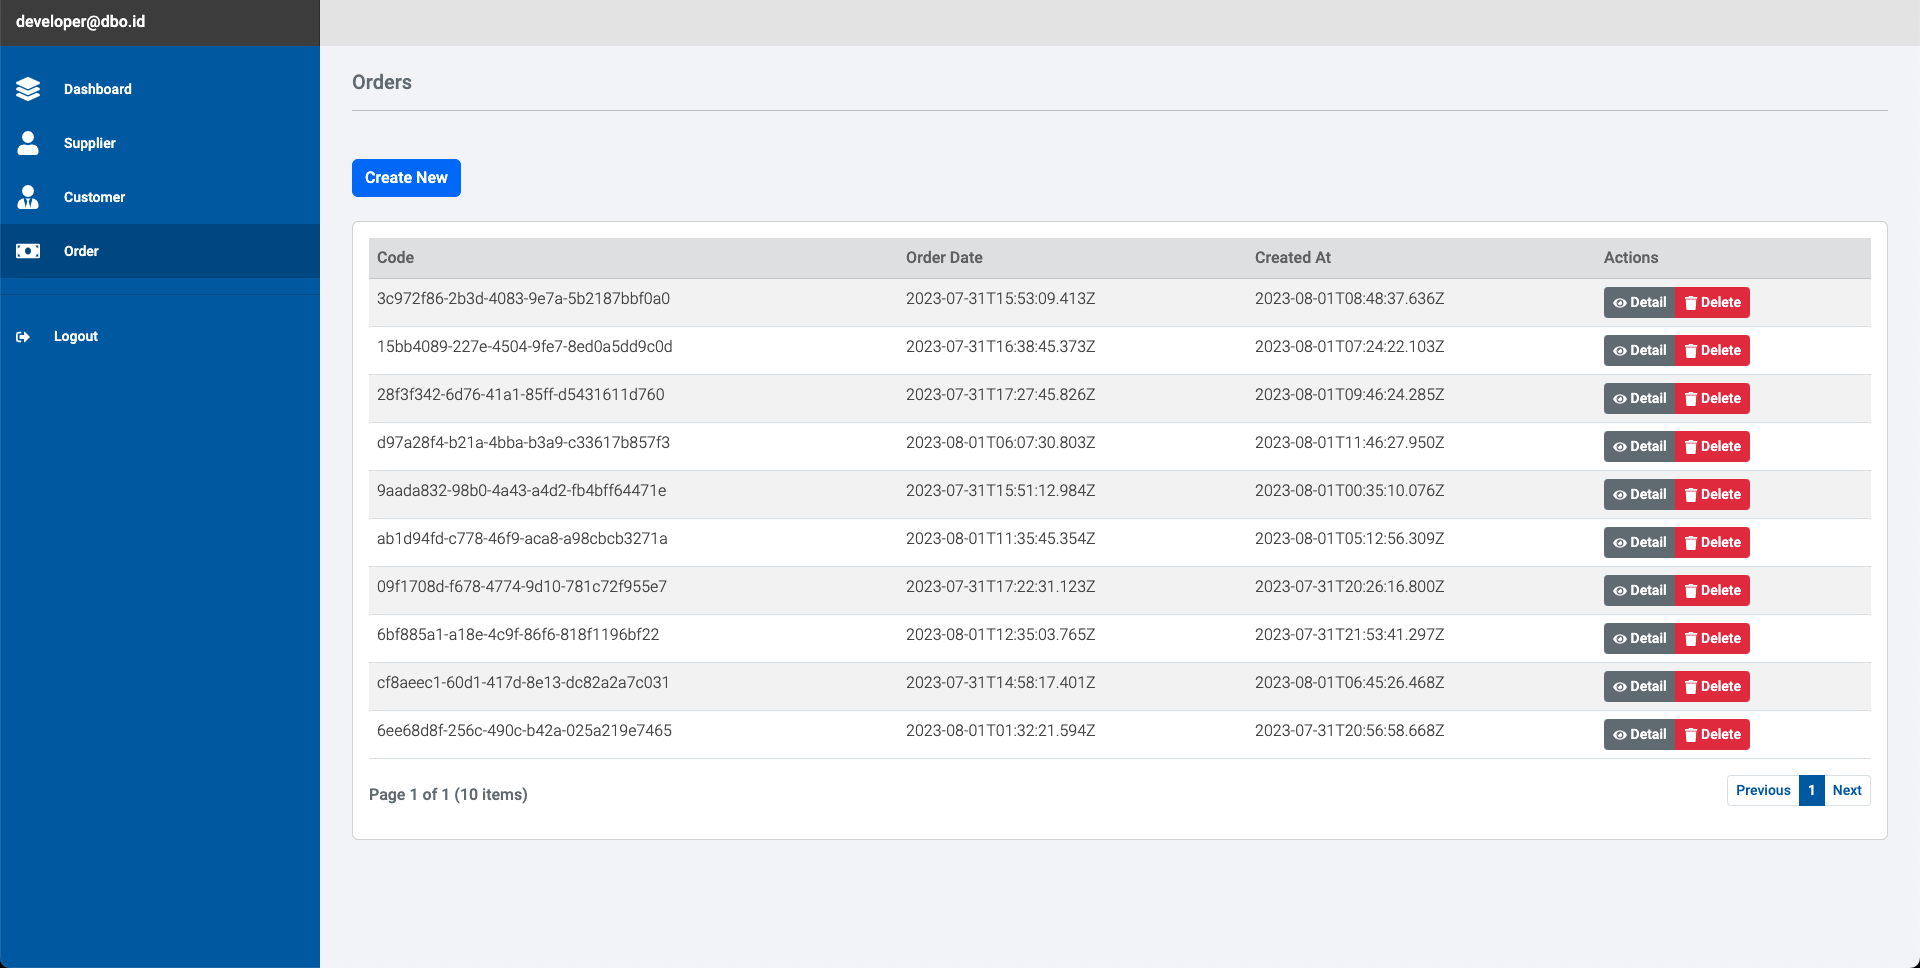 developer@dbo.id
Dashboard
Supplier
Customer
Order
Logout
Orders
Create New
Code Order Date Created At Actions
3c972f86-2b3d-4083-9e7a-5b2187bbf0a0 2023-07-31T15:53:09.413Z 2023-08-01T08:48:37.636Z Detail Delete
15bb4089-227e-4504-9fe7-8ed0a5dd9c0d 2023-07-31T16:38:45.373Z 2023-08-01T07:24:22.103Z Detail Delete
28f3f342-6d76-41a1-85ff-d5431611d760 2023-07-31T17:27:45.826Z 2023-08-01T09:46:24.285Z Detail Delete
d97a28f4-b21a-4bba-b3a9-c33617b857f3 2023-08-01T06:07:30.803Z 2023-08-01T11:46:27.950Z Detail Delete
9aada832-98b0-4a43-a4d2-fb4bff64471e 2023-07-31T15:51:12.984Z 2023-08-01T00:35:10.076Z Detail Delete
ab1d94fd-c778-46f9-aca8-a98cbcb3271a 2023-08-01T11:35:45.354Z 2023-08-01T05:12:56.309Z Detail Delete
09f1708d-f678-4774-9d10-781c72f955e7 2023-07-31T17:22:31.123Z 2023-07-31T20:26:16.800Z Detail Delete
6bf885a1-a18e-4c9f-86f6-818f1196bf22 2023-08-01T12:35:03.765Z 2023-07-31T21:53:41.297Z Detail Delete
cf8aeec1-60d1-417d-8e13-dc82a2a7c031 2023-07-31T14:58:17.401Z 2023-08-01T06:45:26.468Z Detail Delete
6ee68d8f-256c-490c-b42a-025a219e7465 2023-08-01T01:32:21.594Z 2023-07-31T20:56:58.668Z Detail Delete
Page 1 of 1 (10 items) Previous 1 Next